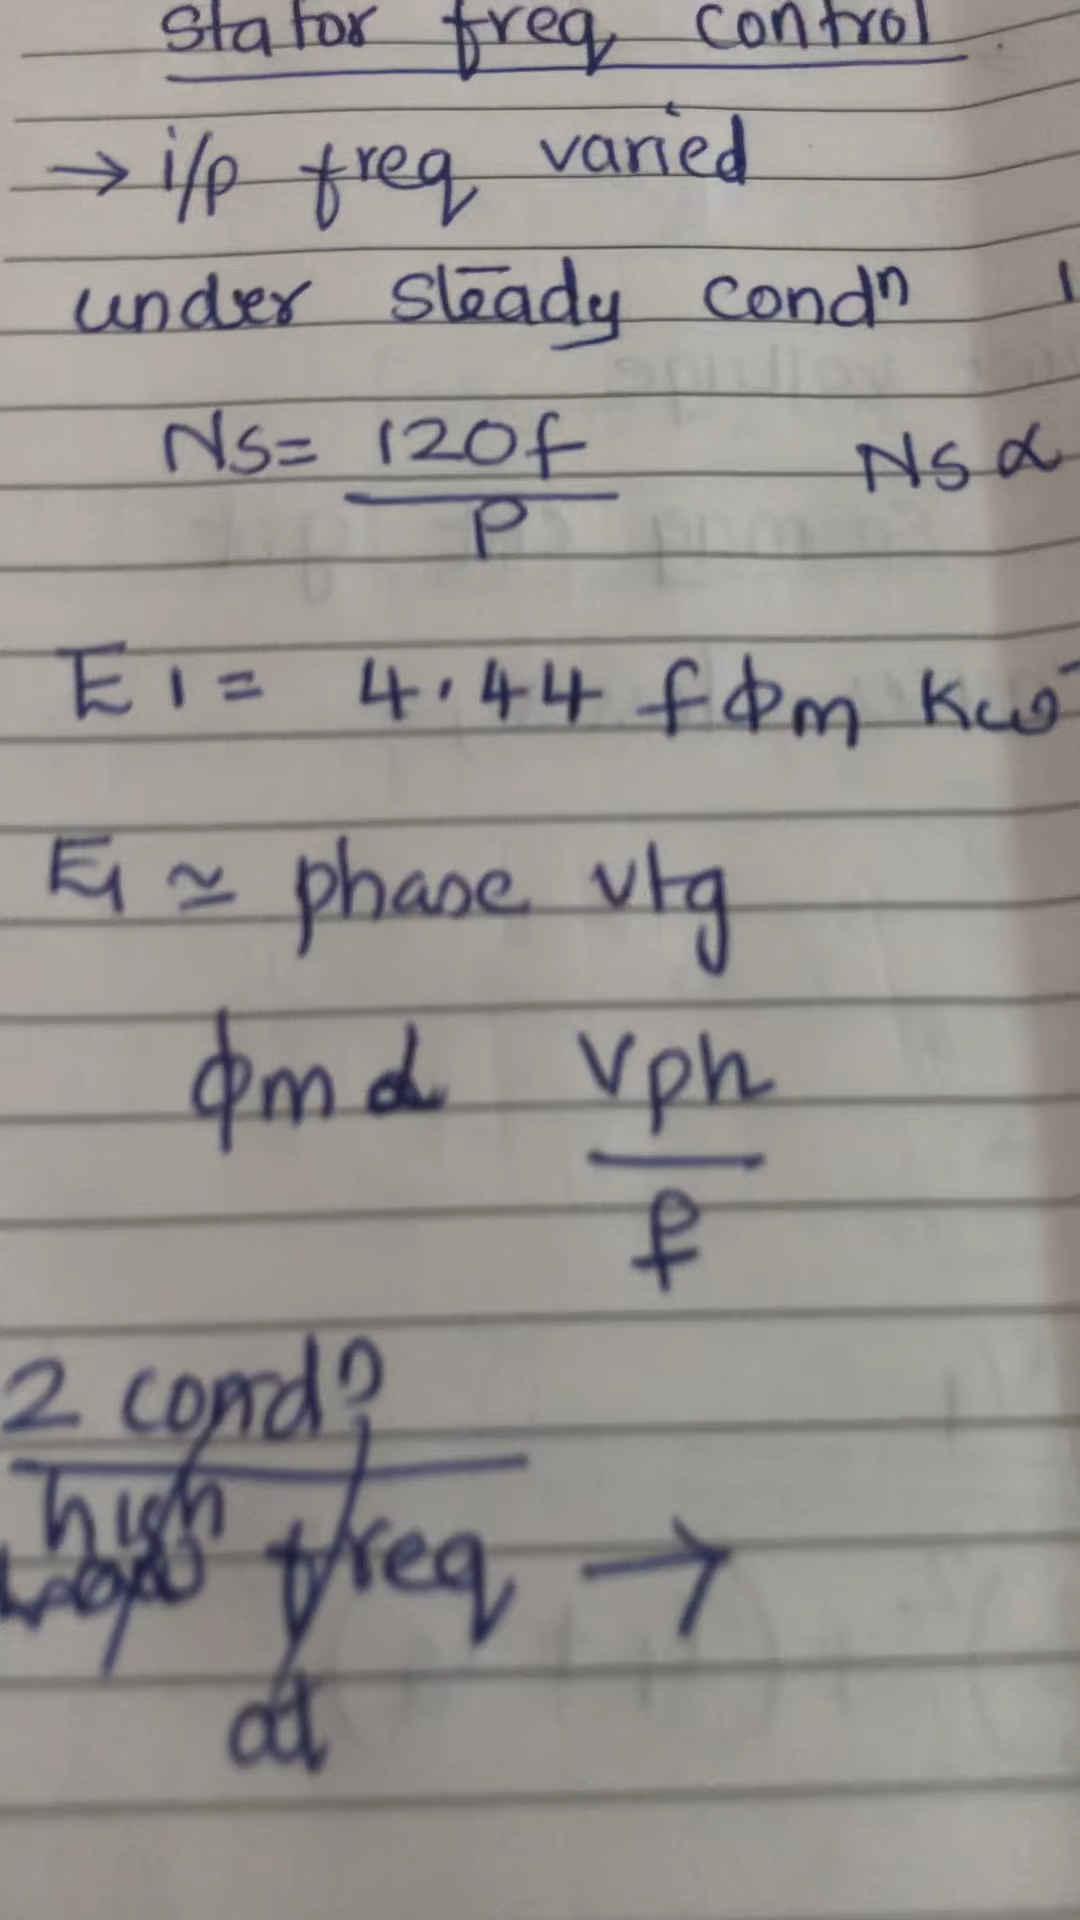 stator freq control
→ i/p freq varied
under steady condⁿ
Ns = 120f / P Ns α
E1 = 4.44 f ϕm Kω
E1 ≃ phase vtg
ϕm α Vph / f
2 condⁿ
high freq →